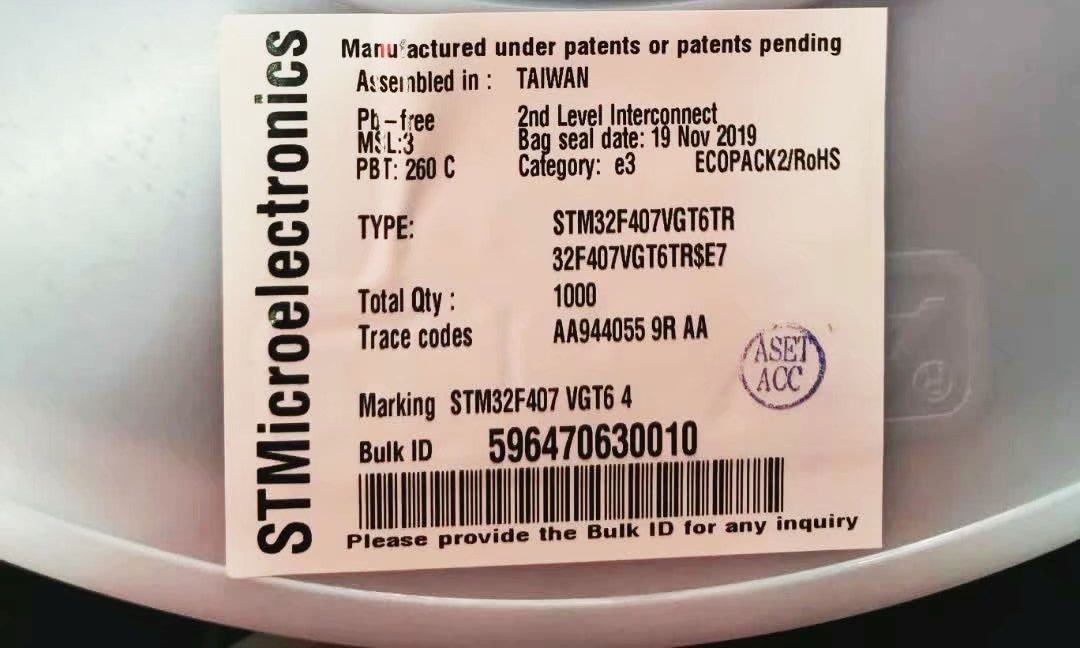 STMicroelectronics
Manufactured under patents or patents pending
Assembled in : TAIWAN
Pb-free 2nd Level Interconnect
MSL:3 Bag seal date: 19 Nov 2019
PBT: 260 C Category: e3 ECOPACK2/RoHS
TYPE: STM32F407VGT6TR
32F407VGT6TR$E7
Total Qty : 1000
Trace codes AA944055 9R AA
ASET
ACC
Marking STM32F407 VGT6 4
Bulk ID 596470630010
Please provide the Bulk ID for any inquiry